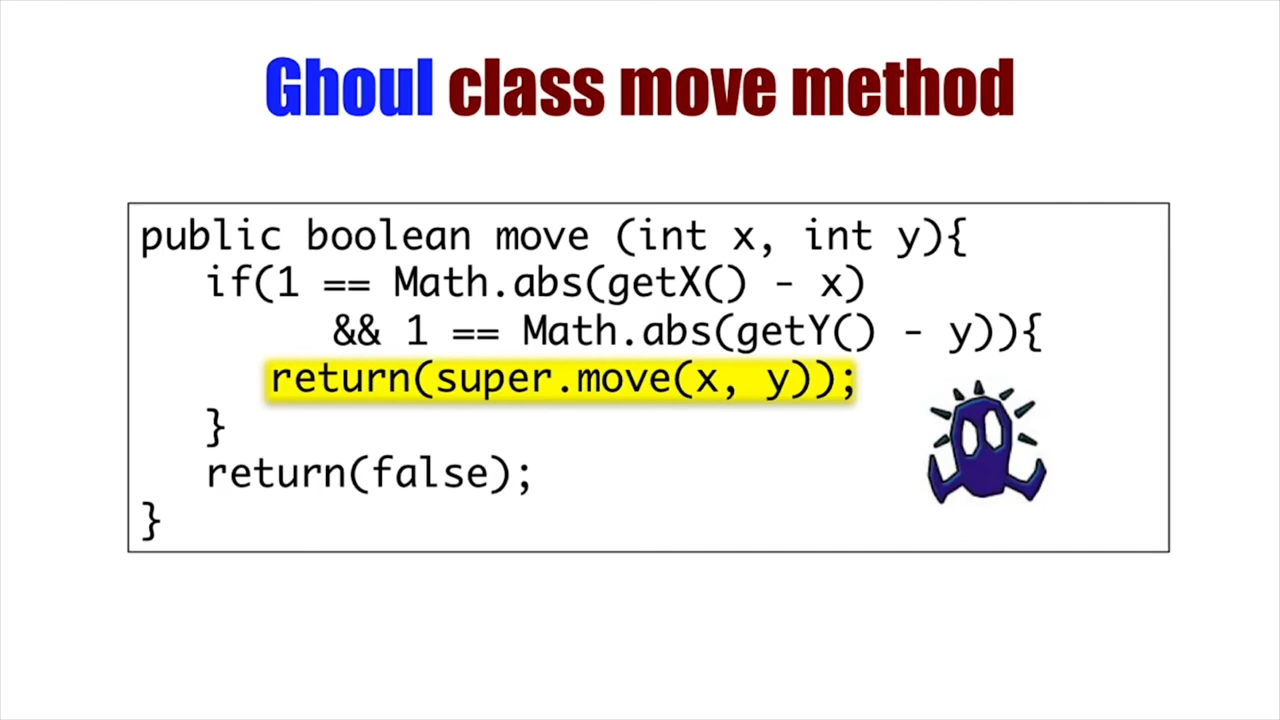 Ghoul class move method
public boolean move (int x, int y){
if(1 == Math.abs(getX() - x)
&& 1 == Math.abs(getY() - y)){
return(super.move(x, y));
}
return(false);
}